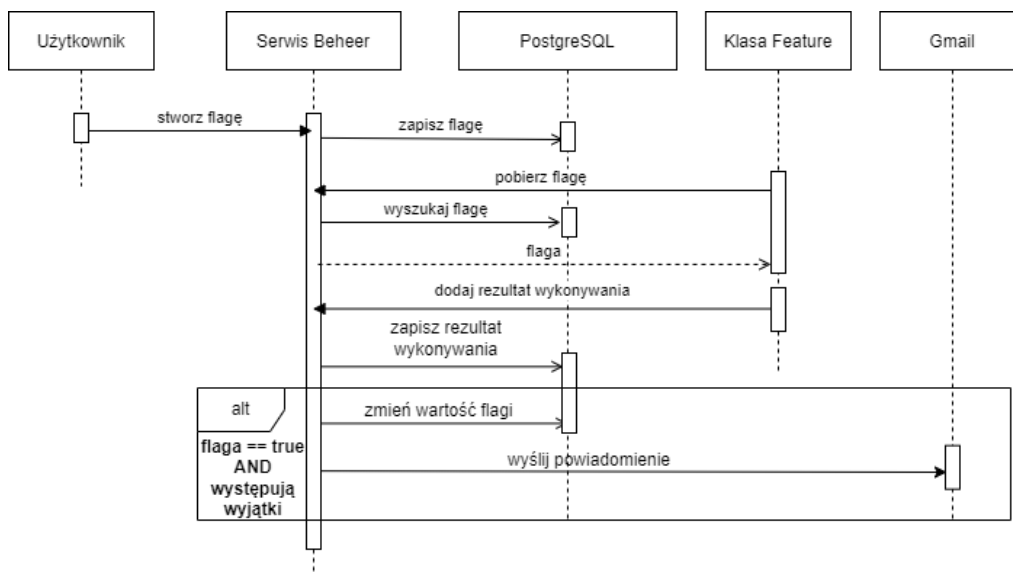 Użytkownik
Serwis Beheer
PostgreSQL
Klasa Feature
Gmail
stworz flagę
zapisz flagę
pobierz flagę
wyszukaj flagę
flaga
dodaj rezultat wykonywania
zapisz rezultat
wykonywania
alt
zmień wartość flagi
flaga == true
AND
występują
wyjątki
wyślij powiadomienie